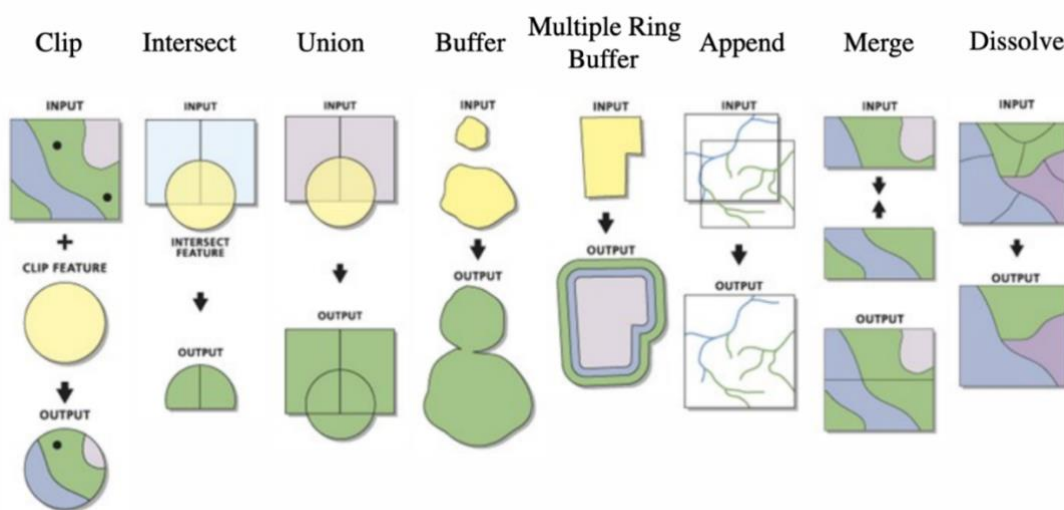 Clip
Intersect
Union
Buffer
Multiple Ring
Buffer
Append
Merge
Dissolve
INPUT
CLIP FEATURE
OUTPUT
INPUT
INTERSECT
FEATURE
OUTPUT
INPUT
OUTPUT
INPUT
OUTPUT
INPUT
OUTPUT
INPUT
OUTPUT
INPUT
OUTPUT
INPUT
OUTPUT